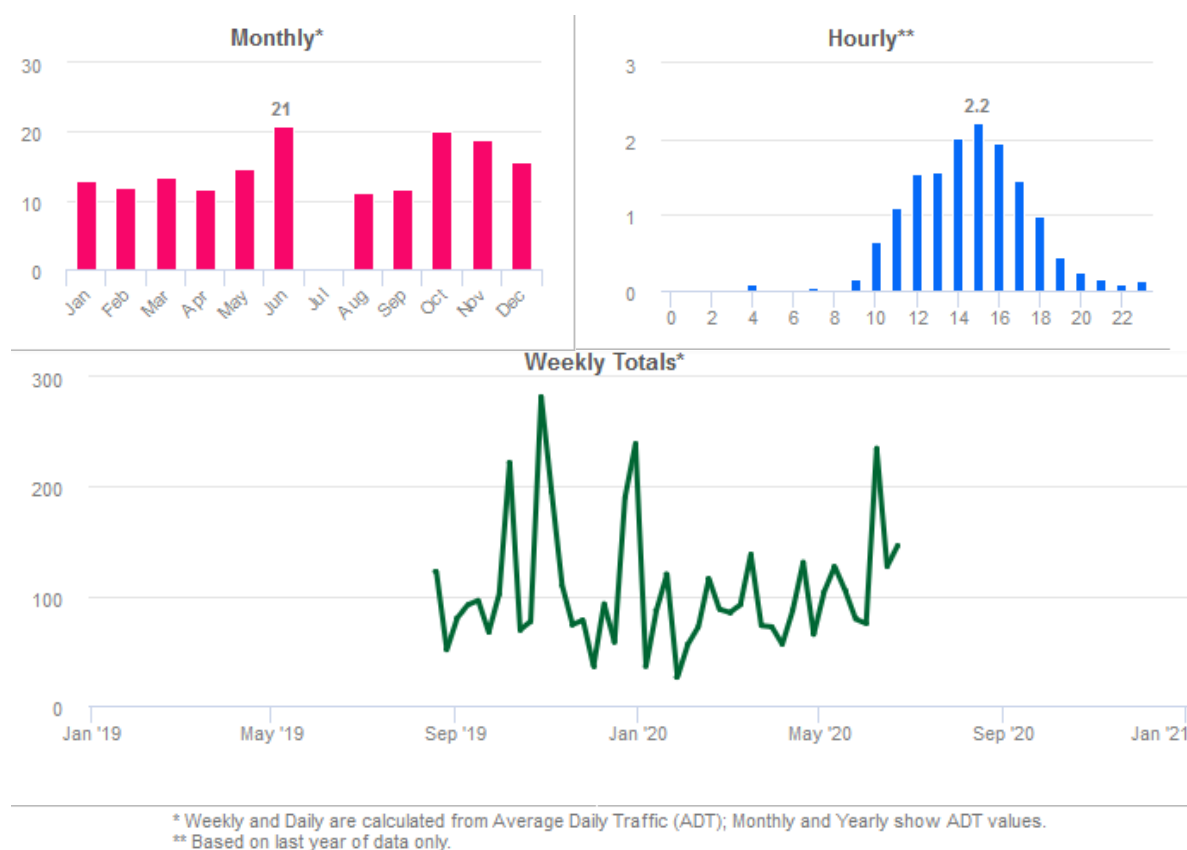 Monthly*
30
20
10
0
21
Jan Feb Mar Apr May Jun Jul Aug Sep Oct Nov Dec
Hourly**
3
2
1
0
2.2
0 2 4 6 8 10 12 14 16 18 20 22
Weekly Totals*
300
200
100
0
Jan '19 May '19 Sep '19 Jan '20 May '20 Sep '20 Jan '21
* Weekly and Daily are calculated from Average Daily Traffic (ADT); Monthly and Yearly show ADT values.
** Based on last year of data only.